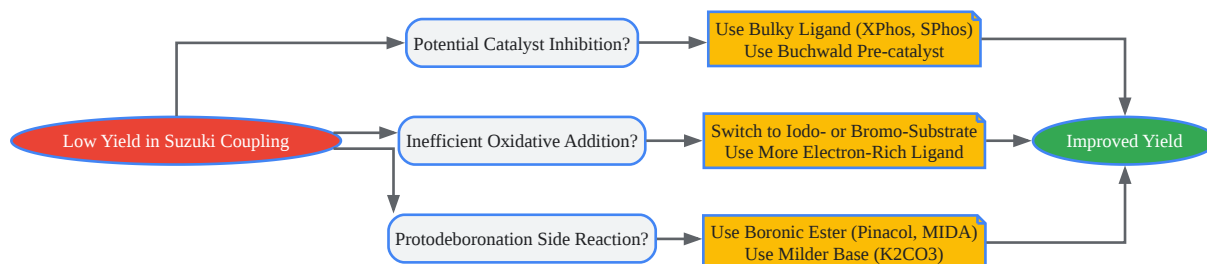 Potential Catalyst Inhibition?
Use Bulky Ligand (XPhos, SPhos)
Use Buchwald Pre-catalyst
Low Yield in Suzuki Coupling
Inefficient Oxidative Addition?
Switch to Iodo- or Bromo-Substrate
Use More Electron-Rich Ligand
Improved Yield
Protodeboronation Side Reaction?
Use Boronic Ester (Pinacol, MIDA)
Use Milder Base (K2CO3)